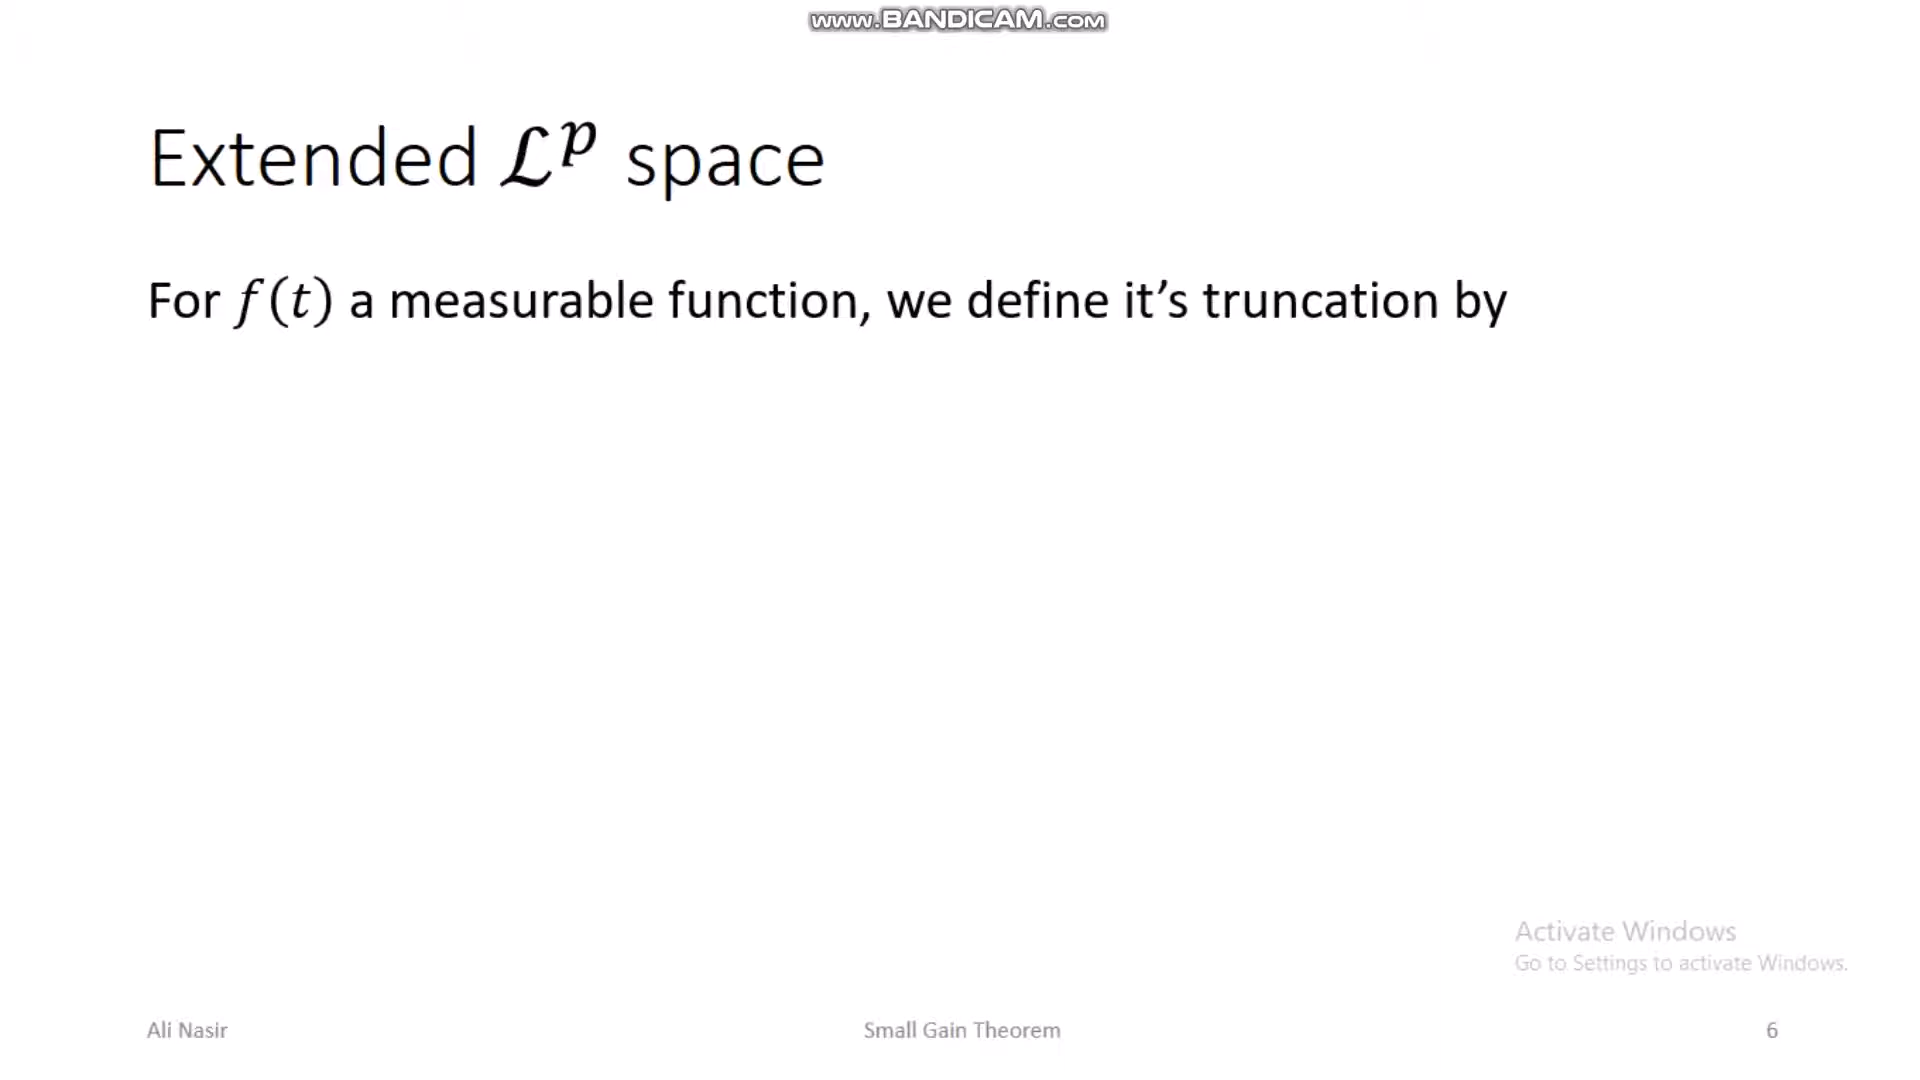 www.BANDICAM.com
Extended ℒᵖ space
For f(t) a measurable function, we define it’s truncation by
Activate Windows
Go to Settings to activate Windows.
Ali Nasir
Small Gain Theorem
6